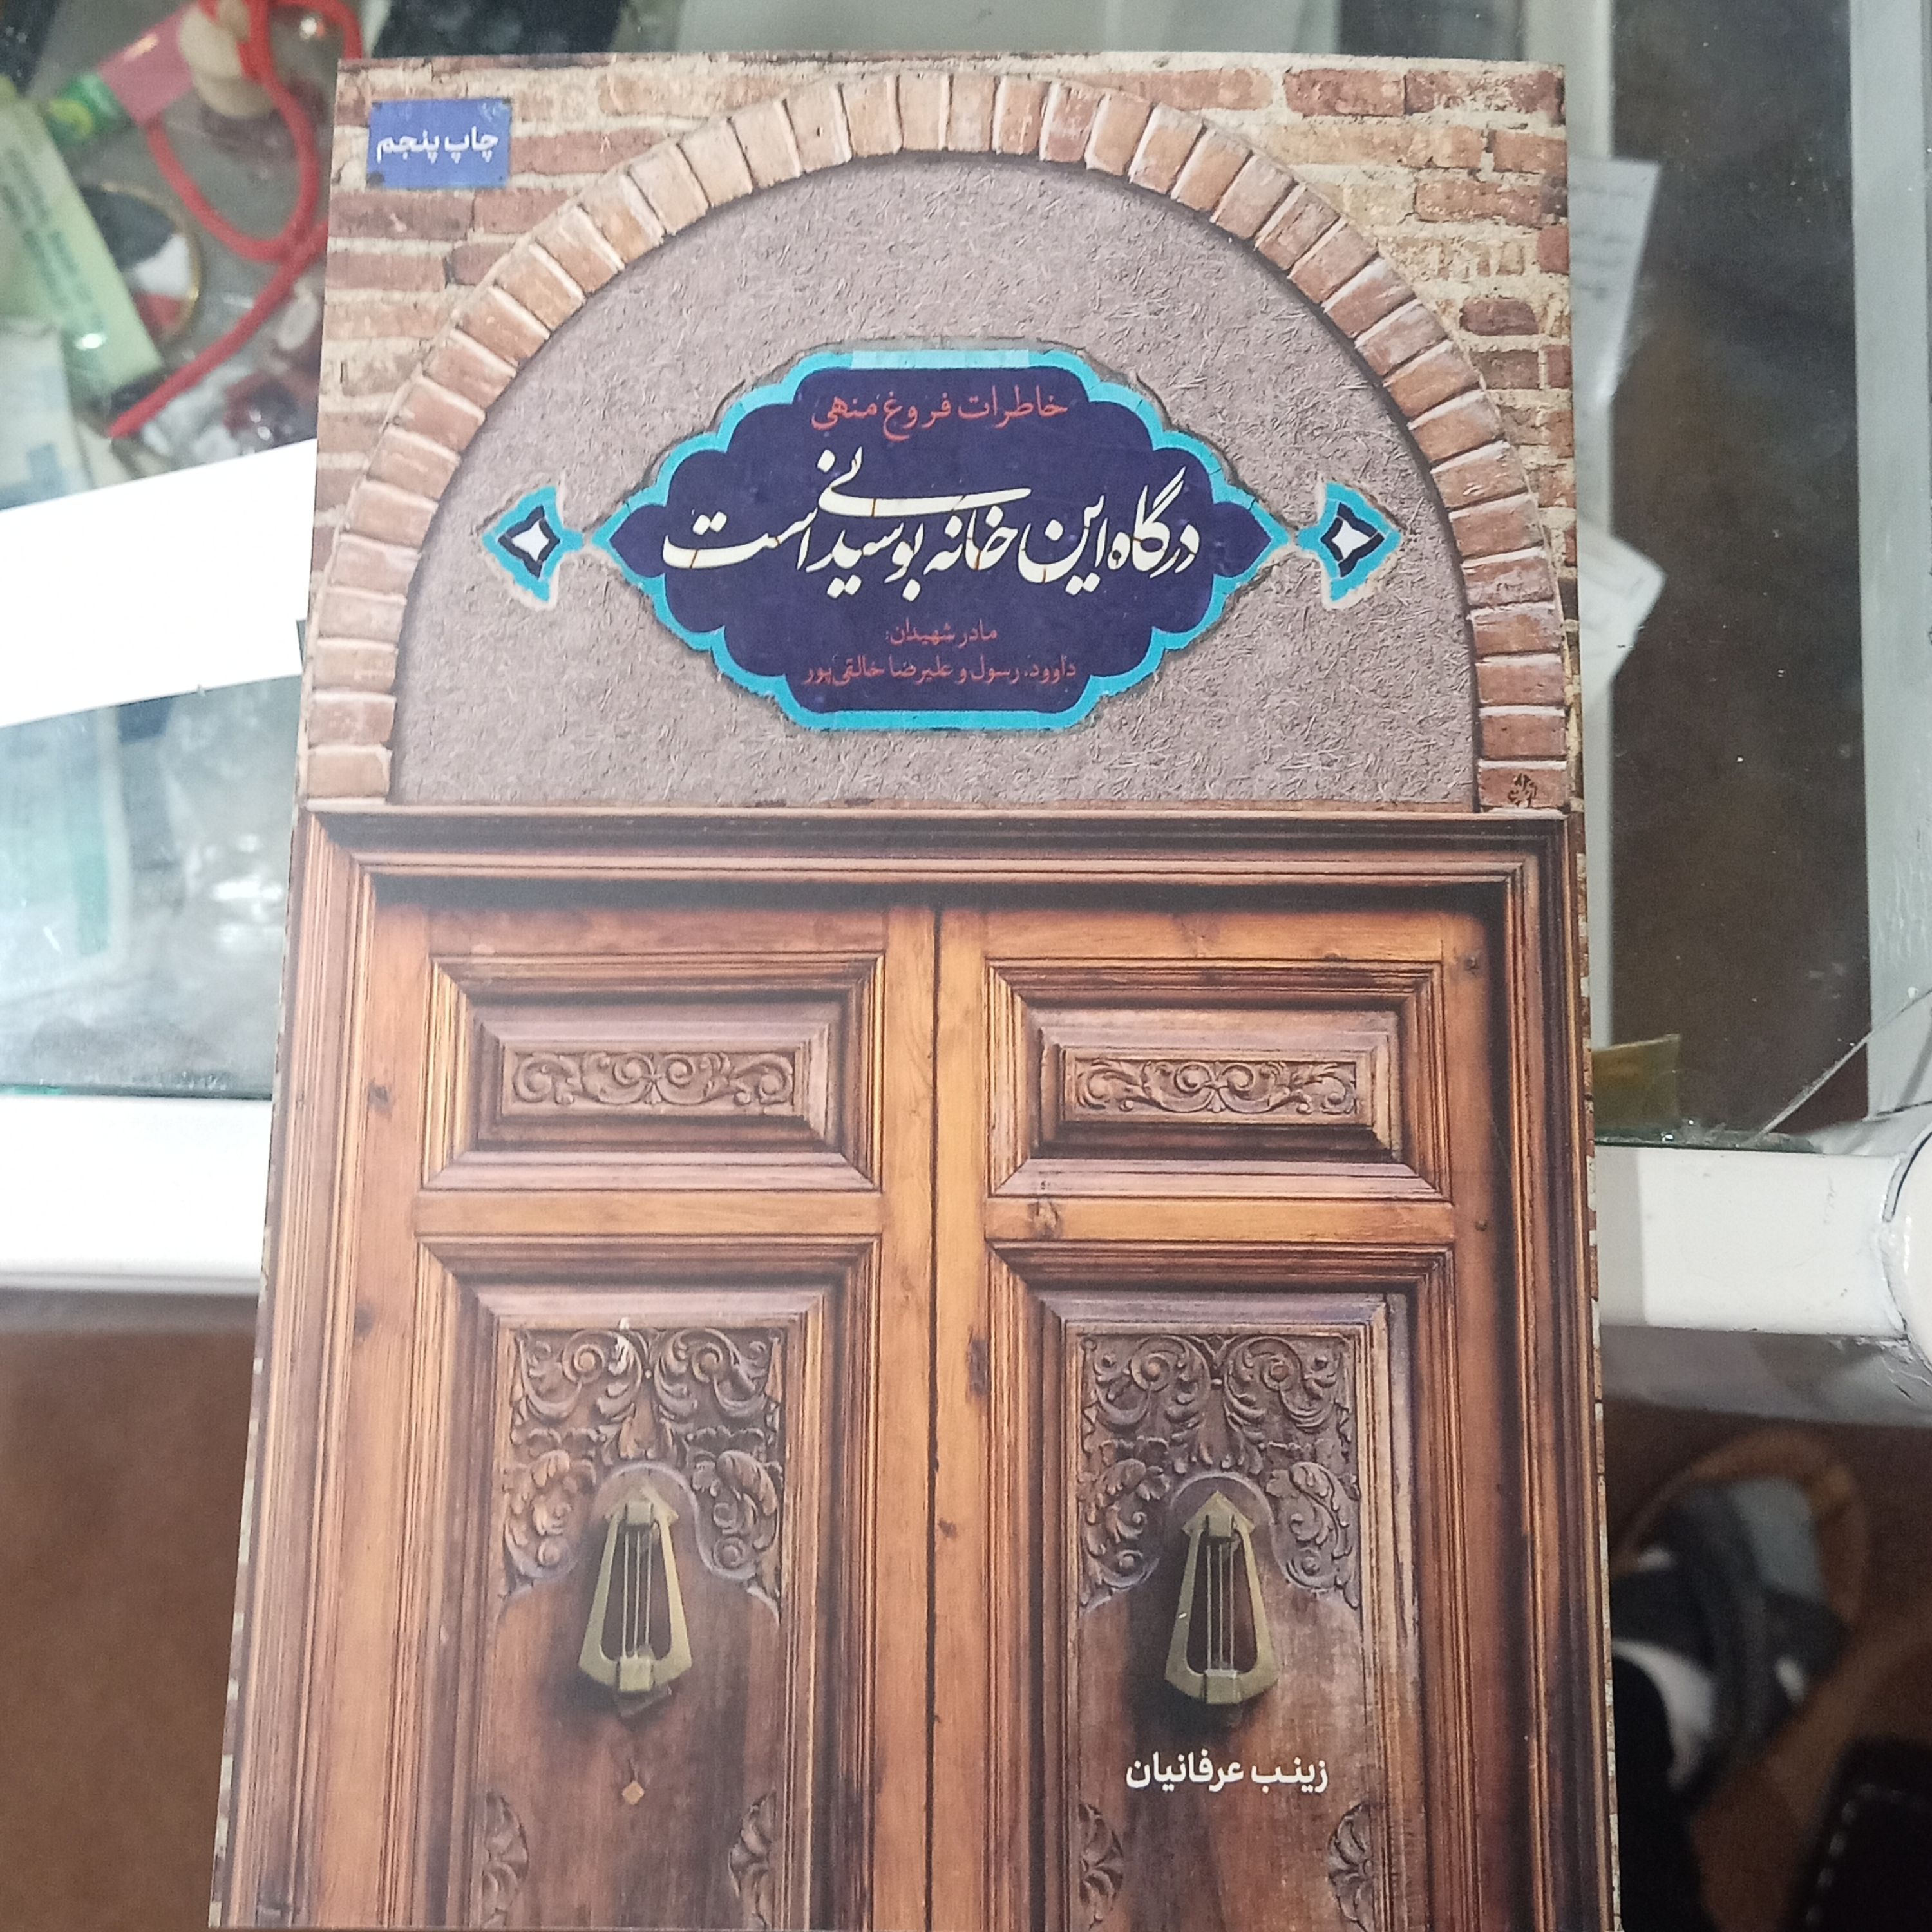 چاپ پنجم
خاطرات فروغ منهی
درگاه این خانه بوسیدنی است
مادر شهیدان:
داوود، رسول و علیرضا خالقی‌پور
زینب عرفانیان